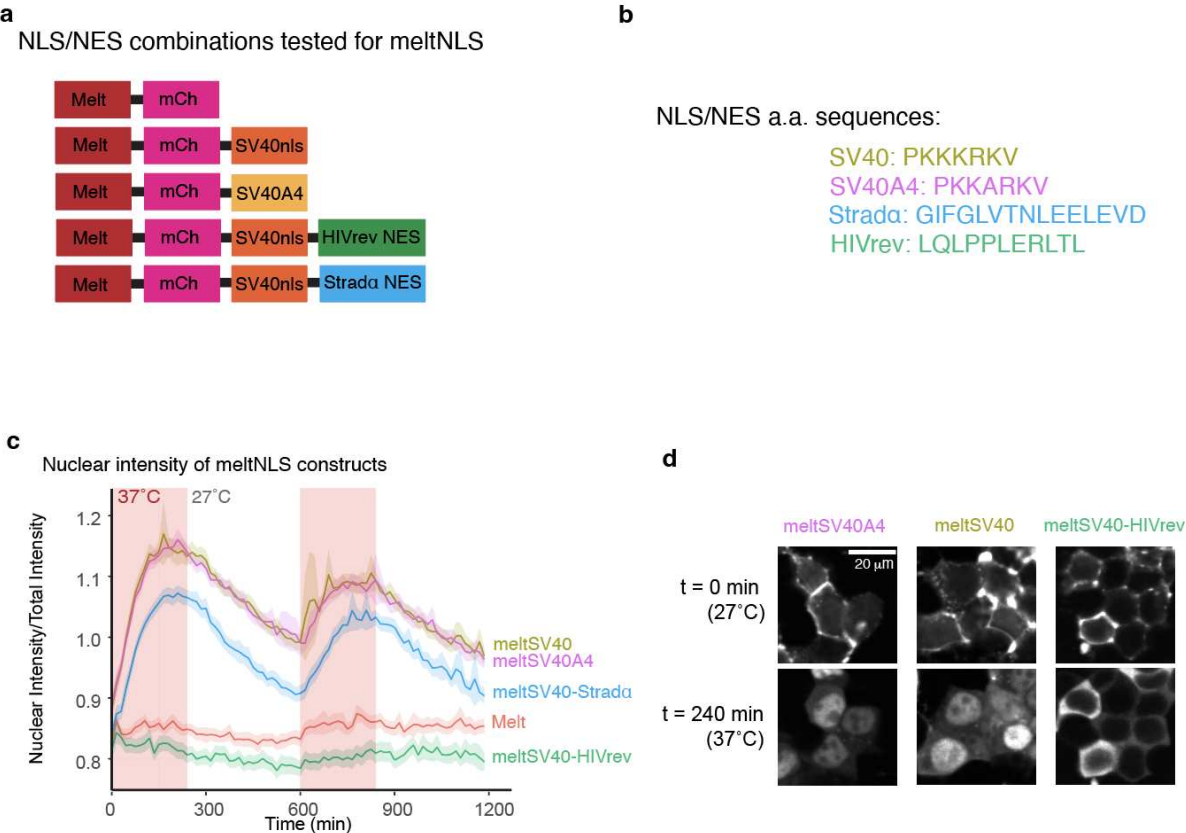 a
NLS/NES combinations tested for meltNLS
Melt mCh
Melt mCh SV40nls
Melt mCh SV40A4
Melt mCh SV40nls HIVrev NES
Melt mCh SV40nls Stradɑ NES
b
NLS/NES a.a. sequences:
SV40: PKKKRKV
SV40A4: PKKARKV
Stradɑ: GIFGLVTNLEELEVD
HIVrev: LQLPPLERLTL
c
Nuclear intensity of meltNLS constructs
37˚C 27˚C
Nuclear Intensity/Total Intensity
1.2
1.1
1.0
0.9
0.8
meltSV40
meltSV40A4
meltSV40-Stradɑ
Melt
meltSV40-HIVrev
0 300 600 900 1200
Time (min)
d
meltSV40A4 meltSV40 meltSV40-HIVrev
20 μm
t = 0 min
(27˚C)
t = 240 min
(37˚C)